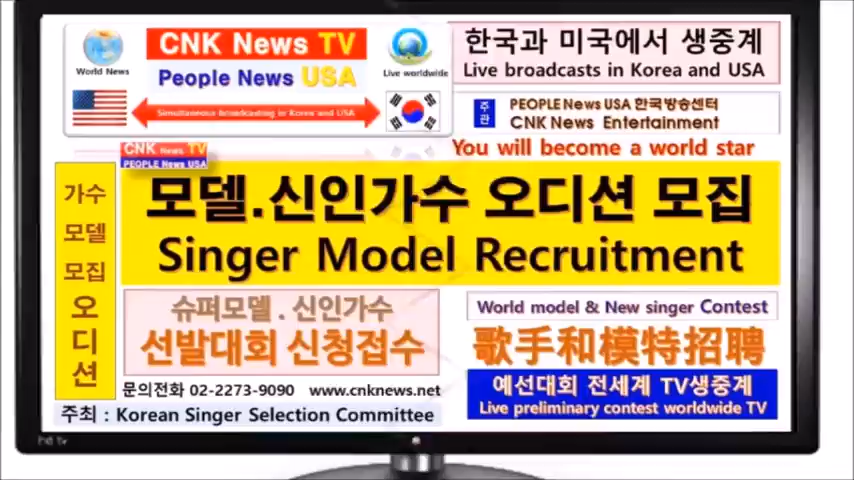 CNK News TV
People News USA
World News
Live worldwide
Simultaneous broadcasting in Korea and USA
한국과 미국에서 생중계
Live broadcasts in Korea and USA
주관
PEOPLE News USA 한국방송센터
CNK News Entertainment
You will become a world star
CNK News TV
PEOPLE News USA
가수
모델
모집
오
디
션
모델.신인가수 오디션 모집
Singer Model Recruitment
슈퍼모델 . 신인가수
선발대회 신청접수
World model & New singer Contest
歌手和模特招聘
문의전화 02-2273-9090 www.cnknews.net
주최 : Korean Singer Selection Committee
예선대회 전세계 TV생중계
Live preliminary contest worldwide TV